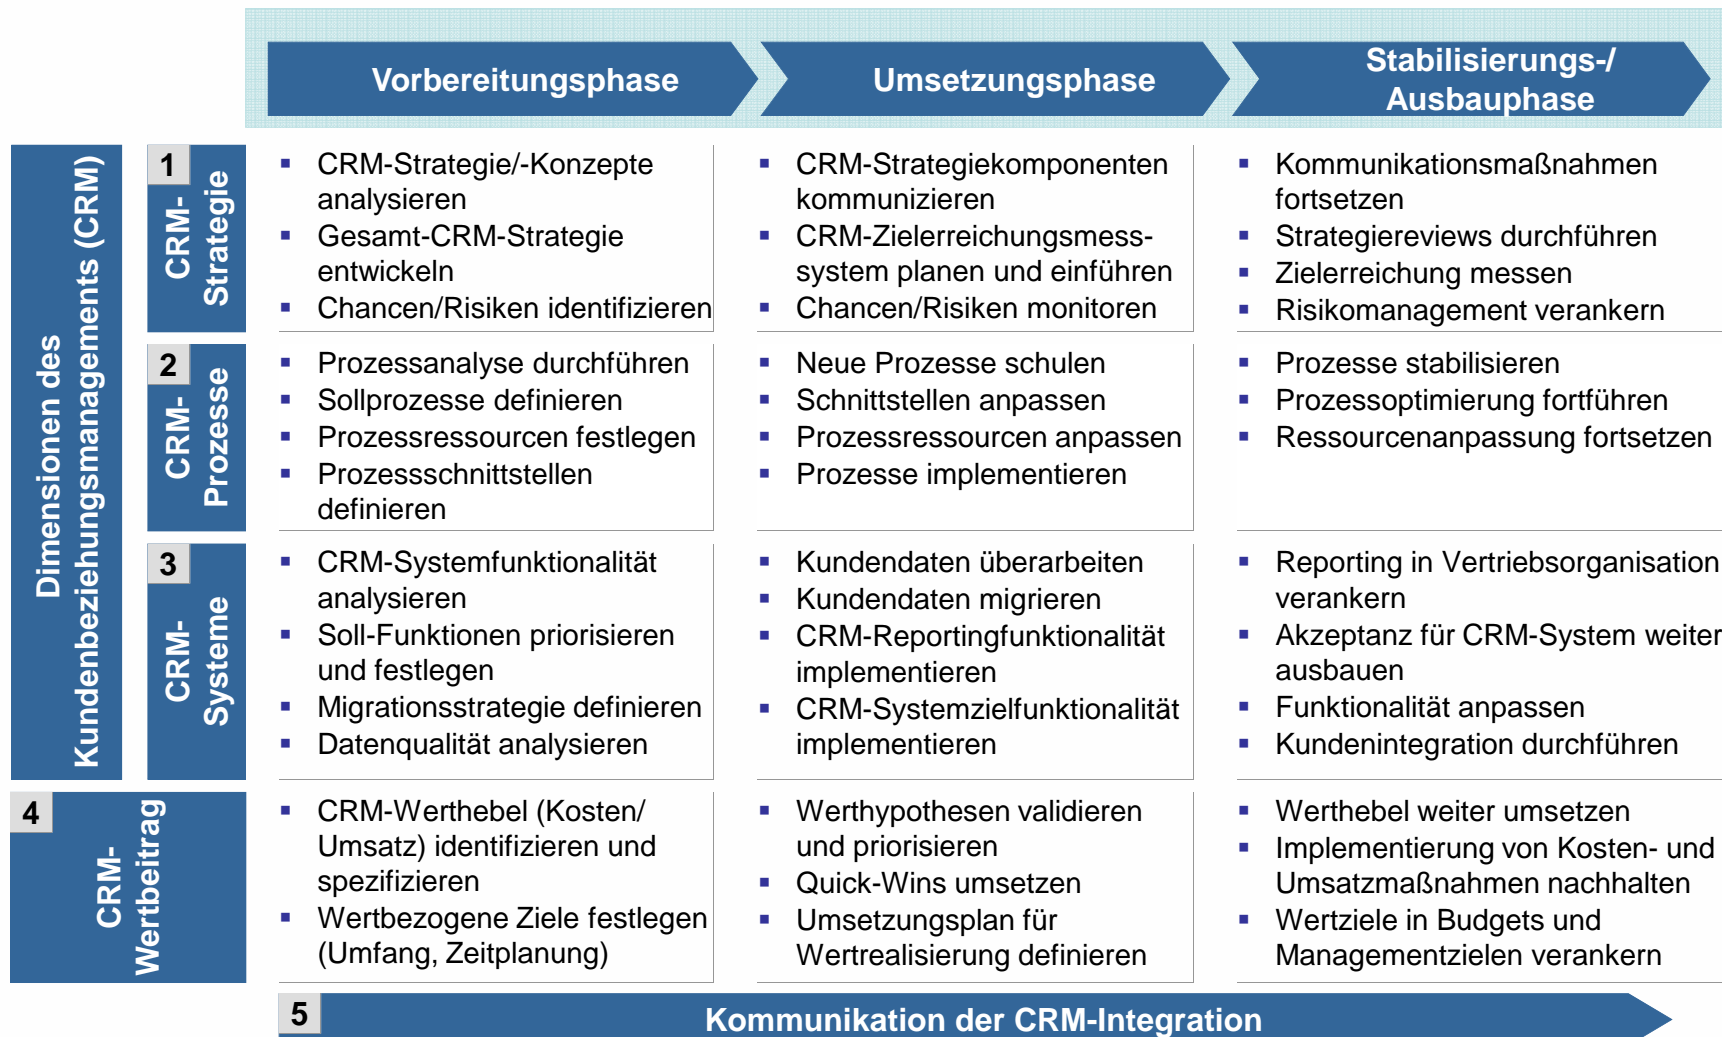 Vorbereitungsphase
Umsetzungsphase
Stabilisierungs-/
Ausbauphase
Dimensionen des
Kundenbeziehungsmanagements (CRM)
1
CRM-
Strategie
CRM-Strategie/-Konzepte
analysieren
Gesamt-CRM-Strategie
entwickeln
Chancen/Risiken identifizieren
CRM-Strategiekomponenten
kommunizieren
CRM-Zielerreichungsmess-
system planen und einführen
Chancen/Risiken monitoren
Kommunikationsmaßnahmen
fortsetzen
Strategiereviews durchführen
Zielerreichung messen
Risikomanagement verankern
2
CRM-
Prozesse
Prozessanalyse durchführen
Sollprozesse definieren
Prozessressourcen festlegen
Prozessschnittstellen
definieren
Neue Prozesse schulen
Schnittstellen anpassen
Prozessressourcen anpassen
Prozesse implementieren
Prozesse stabilisieren
Prozessoptimierung fortführen
Ressourcenanpassung fortsetzen
3
CRM-
Systeme
CRM-Systemfunktionalität
analysieren
Soll-Funktionen priorisieren
und festlegen
Migrationsstrategie definieren
Datenqualität analysieren
Kundendaten überarbeiten
Kundendaten migrieren
CRM-Reportingfunktionalität
implementieren
CRM-Systemzielfunktionalität
implementieren
Reporting in Vertriebsorganisation
verankern
Akzeptanz für CRM-System weiter
ausbauen
Funktionalität anpassen
Kundenintegration durchführen
4
CRM-
Wertbeitrag
CRM-Werthebel (Kosten/
Umsatz) identifizieren und
spezifizieren
Wertbezogene Ziele festlegen
(Umfang, Zeitplanung)
Werthypothesen validieren
und priorisieren
Quick-Wins umsetzen
Umsetzungsplan für
Wertrealisierung definieren
Werthebel weiter umsetzen
Implementierung von Kosten- und
Umsatzmaßnahmen nachhalten
Wertziele in Budgets und
Managementzielen verankern
5
Kommunikation der CRM-Integration